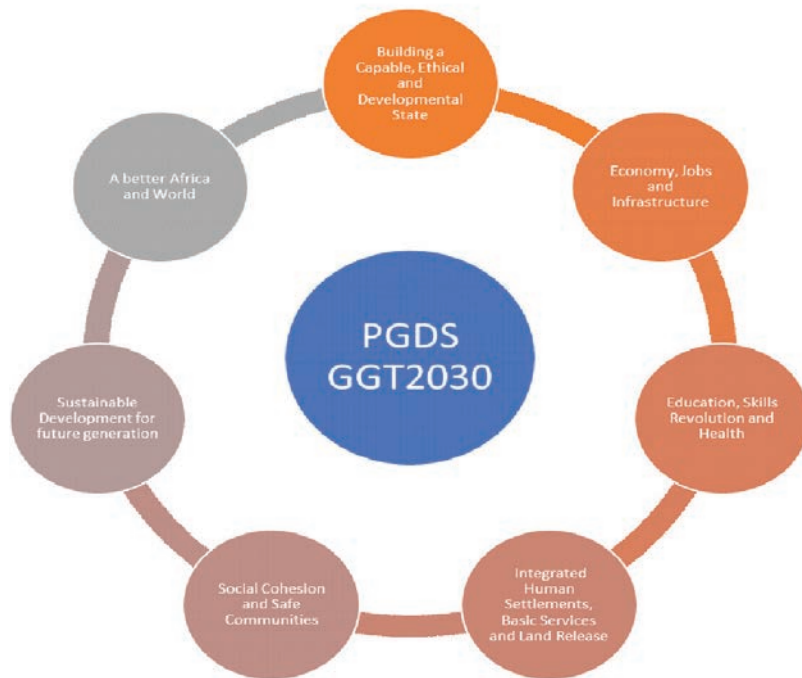 Building a
Capable, Ethical
and
Developmental
State
Economy, Jobs
and
Infrastructure
Education, Skills
Revolution and
Health
Integrated
Human
Settlements,
Basic Services
and Land Release
Social Cohesion
and Safe
Communities
Sustainable
Development for
future generation
A better Africa
and World
PGDS
GGT2030